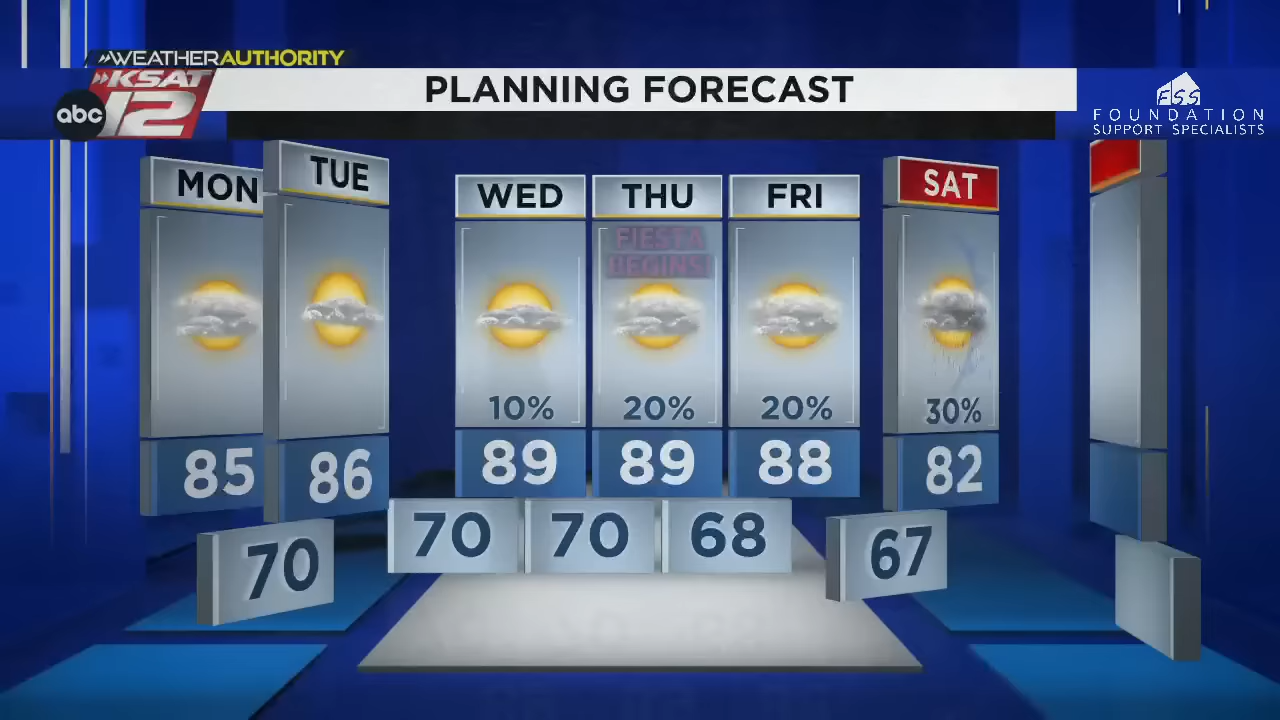 »WEATHERAUTHORITY
»KSAT
abc 12
PLANNING FORECAST
FSS
FOUNDATION
SUPPORT SPECIALISTS
MON
TUE
WED
THU
FRI
SAT
FIESTA
BEGINS!
10%
20%
20%
30%
85
86
89
89
88
82
70
70
70
68
67